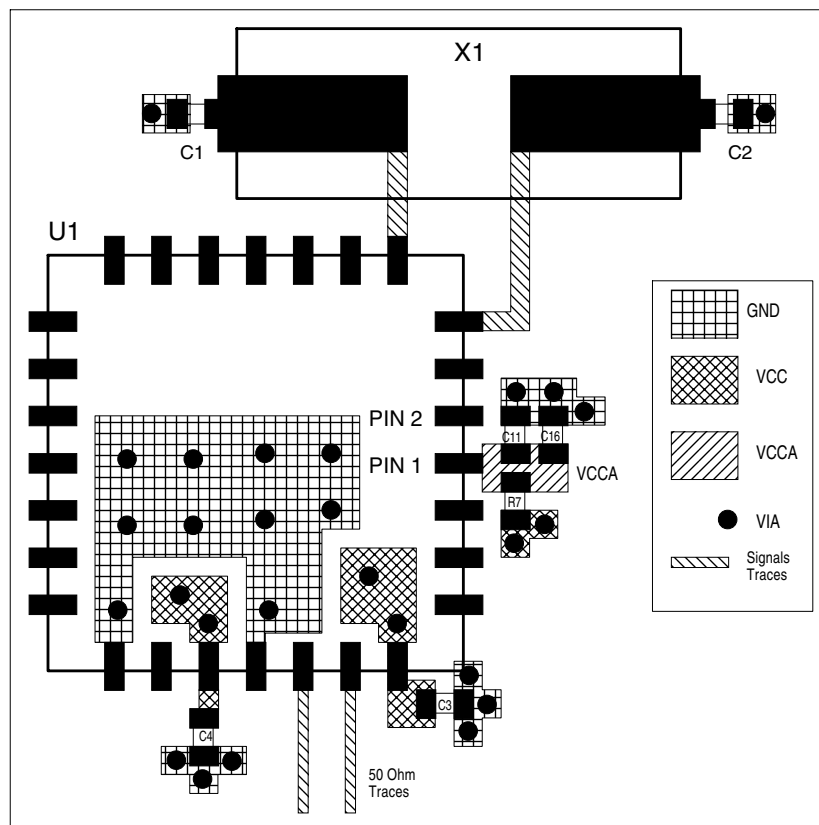 X1
C1
C2
U1
GND
VCC
VCCA
VIA
Signals
Traces
PIN 2
PIN 1
C11
C16
VCCA
R7
C3
C4
50 Ohm
Traces